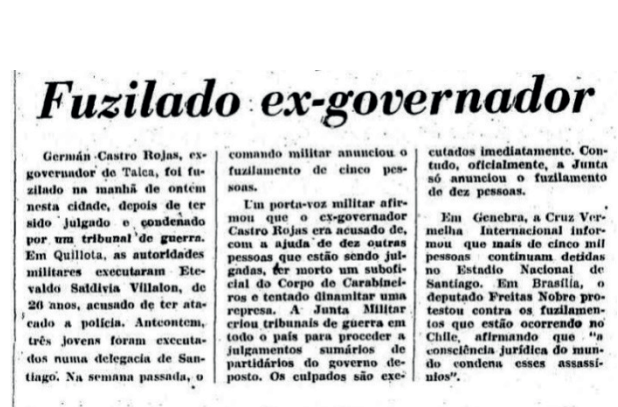 Fuzilado ex-governador
Germán Castro Rojas, ex-
governador de Talca, foi fu-
zilado na manhã de ontem
nesta cidade, depois de ter
sido julgado e condenado
por um tribunal de guerra.
Em Quillota, as autoridades
militares executaram Ete-
valdo Saldivia Villalon, de
26 anos, acusado de ter ata-
cado a polícia. Antcontem,
três jovens foram executa-
dos numa delegacia de San-
tiago. Na semana passada, o
comando militar anunciou o
fuzilamento de cinco pes-
soas.
Um porta-voz militar afir-
mou que o ex-governador
Castro Rojas era acusado de,
com a ajuda de dez outras
pessoas que estão sendo jul-
gadas, ter morto um subofi-
cial do Corpo de Carabinei-
ros e tentado dinamitar uma
represa. A Junta Militar
criou tribunais de guerra em
todo o país para proceder a
julgamentos sumários de
partidários do governo de-
posto. Os culpados são exe-
cutados imediatamente. Con-
tudo, oficialmente, a Junta
só anunciou o fuzilamento
de dez pessoas.
Em Genebra, a Cruz Ver-
melha Internacional infor-
mou que mais de cinco mil
pessoas continuam detidas
no Estadio Nacional de
Santiago. Em Brasília, o
deputado Freitas Nobre pro-
testou contra os fuzilamen-
tos que estão ocorrendo no
Chile, afirmando que "a
consciência jurídica do mun-
do condena esses assassí-
nios".